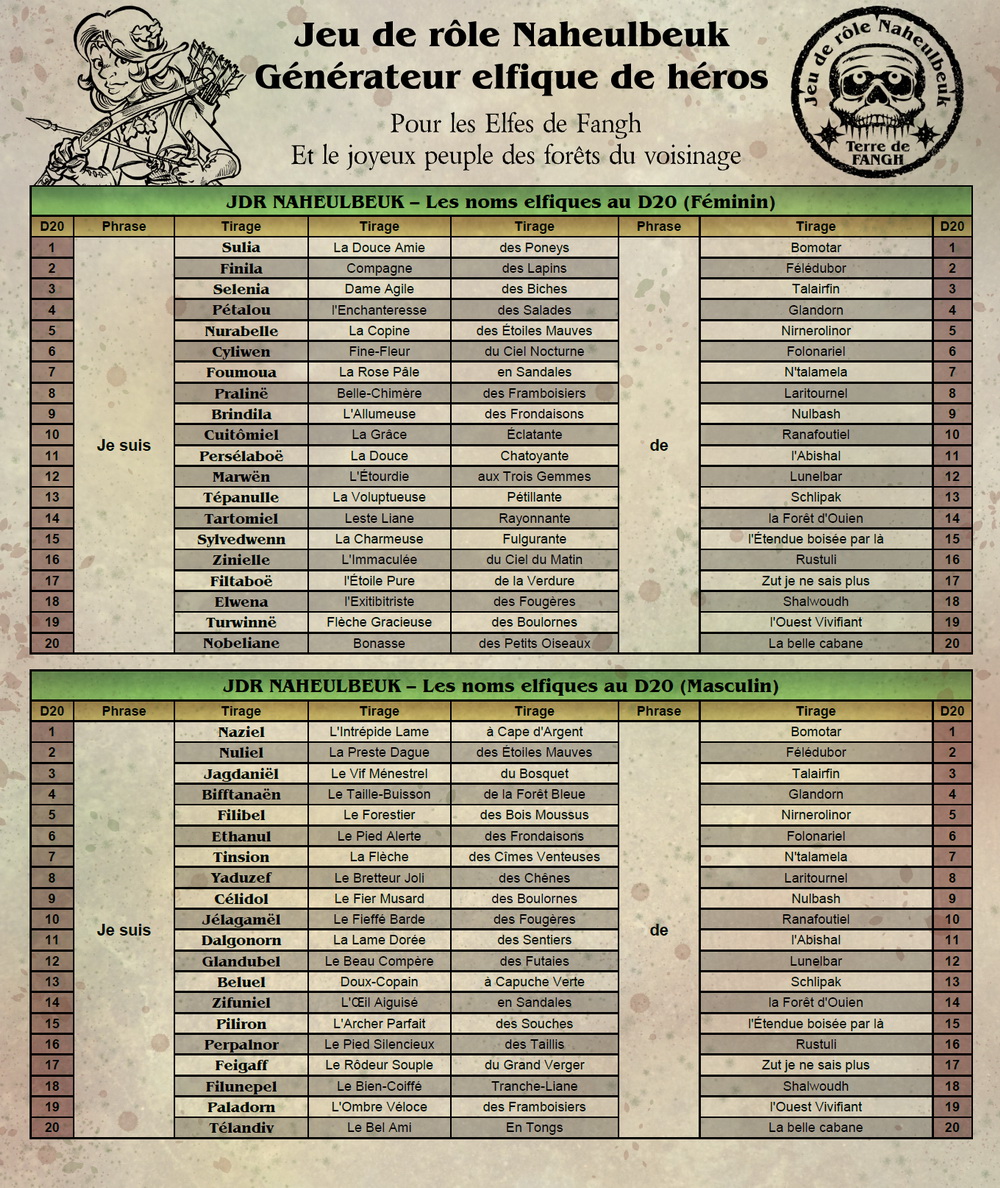 Jeu de rôle Naheulbeuk
Générateur elfique de héros
Pour les Elfes de Fangh
Et le joyeux peuple des forêts du voisinage
Jeu de rôle Naheulbeuk
Terre de
FANGH
JDR NAHEULBEUK – Les noms elfiques au D20 (Féminin)
D20 Phrase Tirage Tirage Tirage Phrase Tirage D20
1 Sulia La Douce Amie des Poneys Bomotar 1
2 Finila Compagne des Lapins Félédubor 2
3 Selenia Dame Agile des Biches Talairfin 3
4 Pétalou l'Enchanteresse des Salades Glandorn 4
5 Nurabelle La Copine des Étoiles Mauves Nirnerolinor 5
6 Cyliwen Fine-Fleur du Ciel Nocturne Folonariel 6
7 Foumoua La Rose Pâle en Sandales N'talamela 7
8 Pralinë Belle-Chimère des Framboisiers Laritournel 8
9 Brindila L'Allumeuse des Frondaisons Nulbash 9
10 Cuitômiel La Grâce Éclatante Ranafoutiel 10
Je suis de
11 Persélaboë La Douce Chatoyante l'Abishal 11
12 Marwën L'Étourdie aux Trois Gemmes Lunelbar 12
13 Tépanulle La Voluptueuse Pétillante Schlipak 13
14 Tartomiel Leste Liane Rayonnante la Forêt d'Ouien 14
15 Sylvedwenn La Charmeuse Fulgurante l'Étendue boisée par là 15
16 Zinielle L'Immaculée du Ciel du Matin Rustuli 16
17 Filtaboë l'Étoile Pure de la Verdure Zut je ne sais plus 17
18 Elwena l'Exitibitriste des Fougères Shalwoudh 18
19 Turwinnë Flèche Gracieuse des Boulornes l'Ouest Vivifiant 19
20 Nobeliane Bonasse des Petits Oiseaux La belle cabane 20
JDR NAHEULBEUK – Les noms elfiques au D20 (Masculin)
D20 Phrase Tirage Tirage Tirage Phrase Tirage D20
1 Naziel L'Intrépide Lame à Cape d'Argent Bomotar 1
2 Nuliel La Preste Dague des Étoiles Mauves Félédubor 2
3 Jagdaniël Le Vif Ménestrel du Bosquet Talairfin 3
4 Bifftanaën Le Taille-Buisson de la Forêt Bleue Glandorn 4
5 Filibel Le Forestier des Bois Moussus Nirnerolinor 5
6 Ethanul Le Pied Alerte des Frondaisons Folonariel 6
7 Tinsion La Flèche des Cîmes Venteuses N'talamela 7
8 Yaduzef Le Bretteur Joli des Chênes Laritournel 8
9 Célidol Le Fier Musard des Boulornes Nulbash 9
10 Jélagamël Le Fieffé Barde des Fougères Ranafoutiel 10
Je suis de
11 Dalgonorn La Lame Dorée des Sentiers l'Abishal 11
12 Glandubel Le Beau Compère des Futaies Lunelbar 12
13 Beluel Doux-Copain à Capuche Verte Schlipak 13
14 Zifuniel L'Œil Aiguisé en Sandales la Forêt d'Ouien 14
15 Piliron L'Archer Parfait des Souches l'Étendue boisée par là 15
16 Perpalnor Le Pied Silencieux des Taillis Rustuli 16
17 Feigaff Le Rôdeur Souple du Grand Verger Zut je ne sais plus 17
18 Filunepel Le Bien-Coiffé Tranche-Liane Shalwoudh 18
19 Paladorn L'Ombre Véloce des Framboisiers l'Ouest Vivifiant 19
20 Télandiv Le Bel Ami En Tongs La belle cabane 20